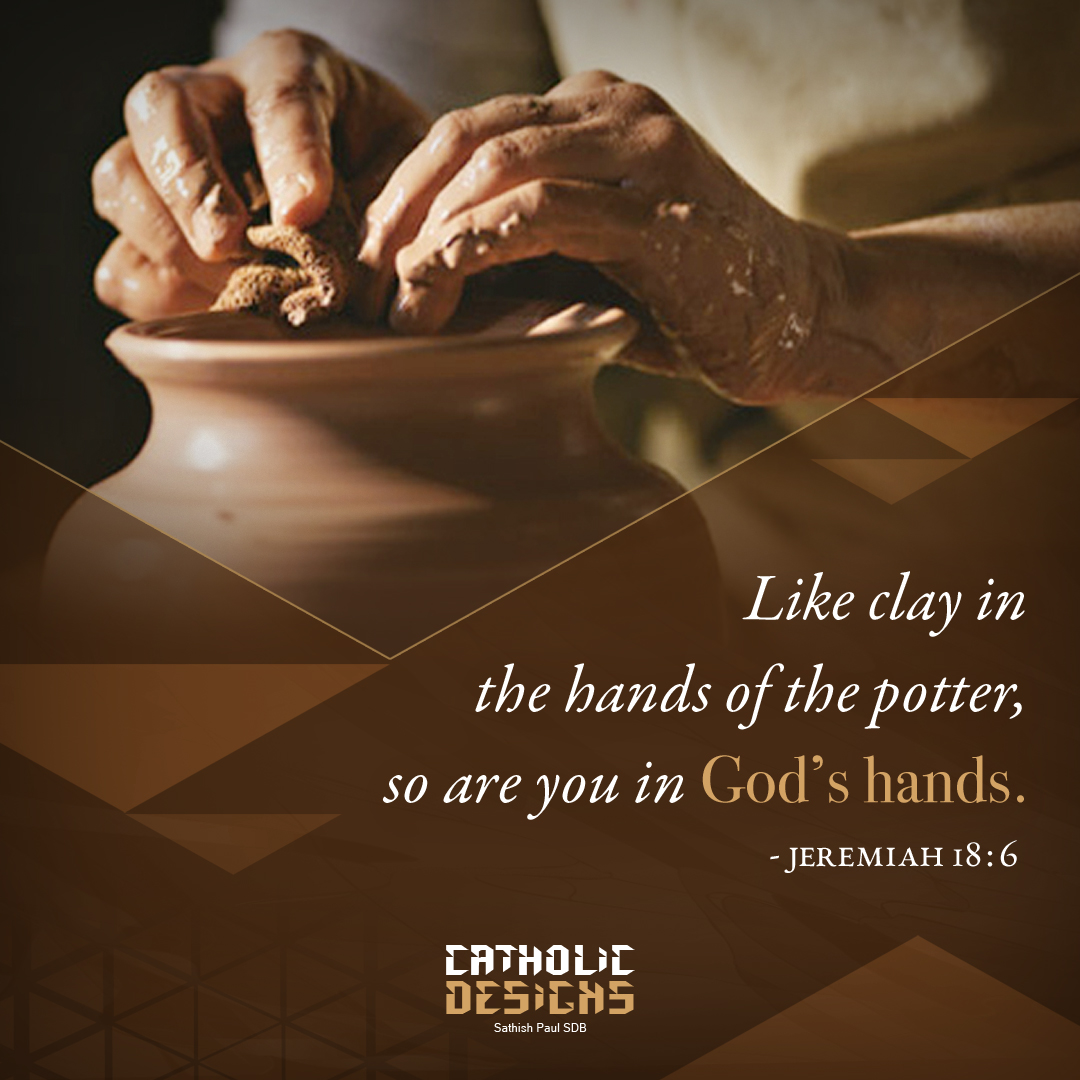 Like clay in
the hands of the potter,
so are you in God’s hands.
- JEREMIAH 18:6
CATHOLIC
DESIGNS
Sathish Paul SDB